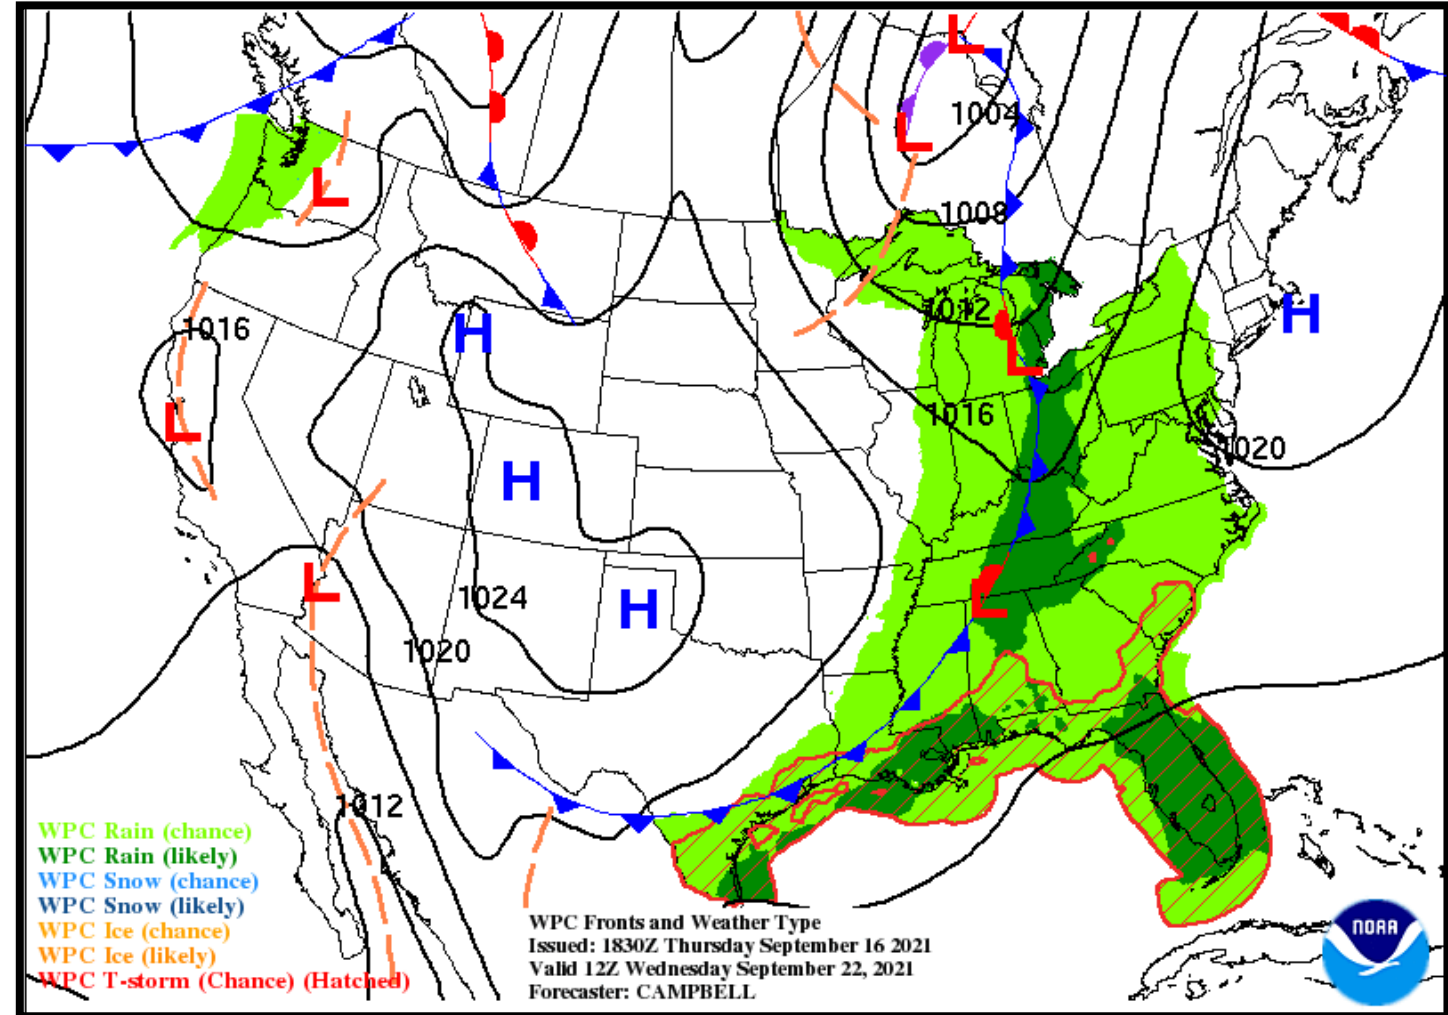 L
1004
L
L
1008
1012
H
1016
H
L
L
1016
1020
H
L
1024
H
L
1020
1012
WPC Rain (chance)
WPC Rain (likely)
WPC Snow (chance)
WPC Snow (likely)
WPC Ice (chance)
WPC Ice (likely)
WPC T-storm (Chance) (Hatched)
WPC Fronts and Weather Type
Issued: 1830Z Thursday September 16 2021
Valid 12Z Wednesday September 22, 2021
Forecaster: CAMPBELL
NOAA